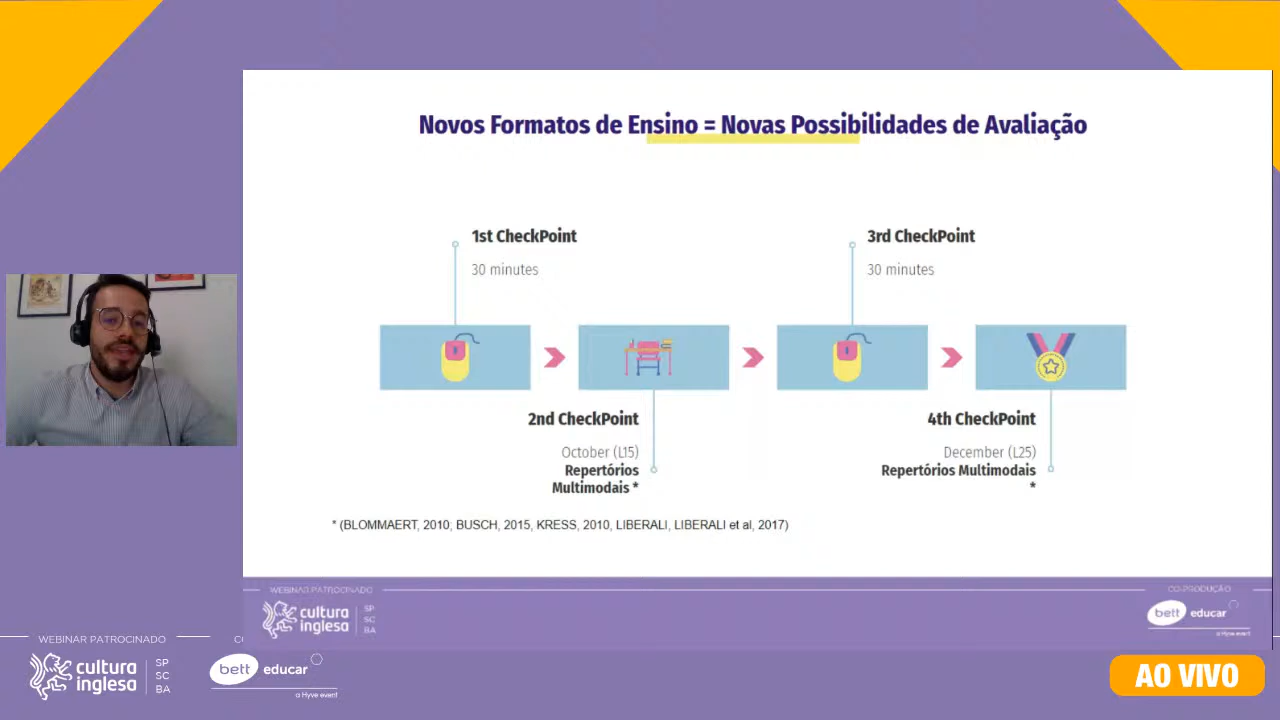 Novos Formatos de Ensino = Novas Possibilidades de Avaliação
1st CheckPoint
30 minutes
3rd CheckPoint
30 minutes
2nd CheckPoint
October (L15)
Repertórios
Multimodais *
4th CheckPoint
December (L25)
Repertórios Multimodais
*
* (BLOMMAERT, 2010; BUSCH, 2015, KRESS, 2010, LIBERALI, LIBERALI et al, 2017)
WEBINAR PATROCINADO
cultura
inglesa
SP
SC
BA
CO-PRODUÇÃO
bett educar
a Hyve event
WEBINAR PATROCINADO
cultura
inglesa
SP
SC
BA
bett educar
a Hyve event
AO VIVO